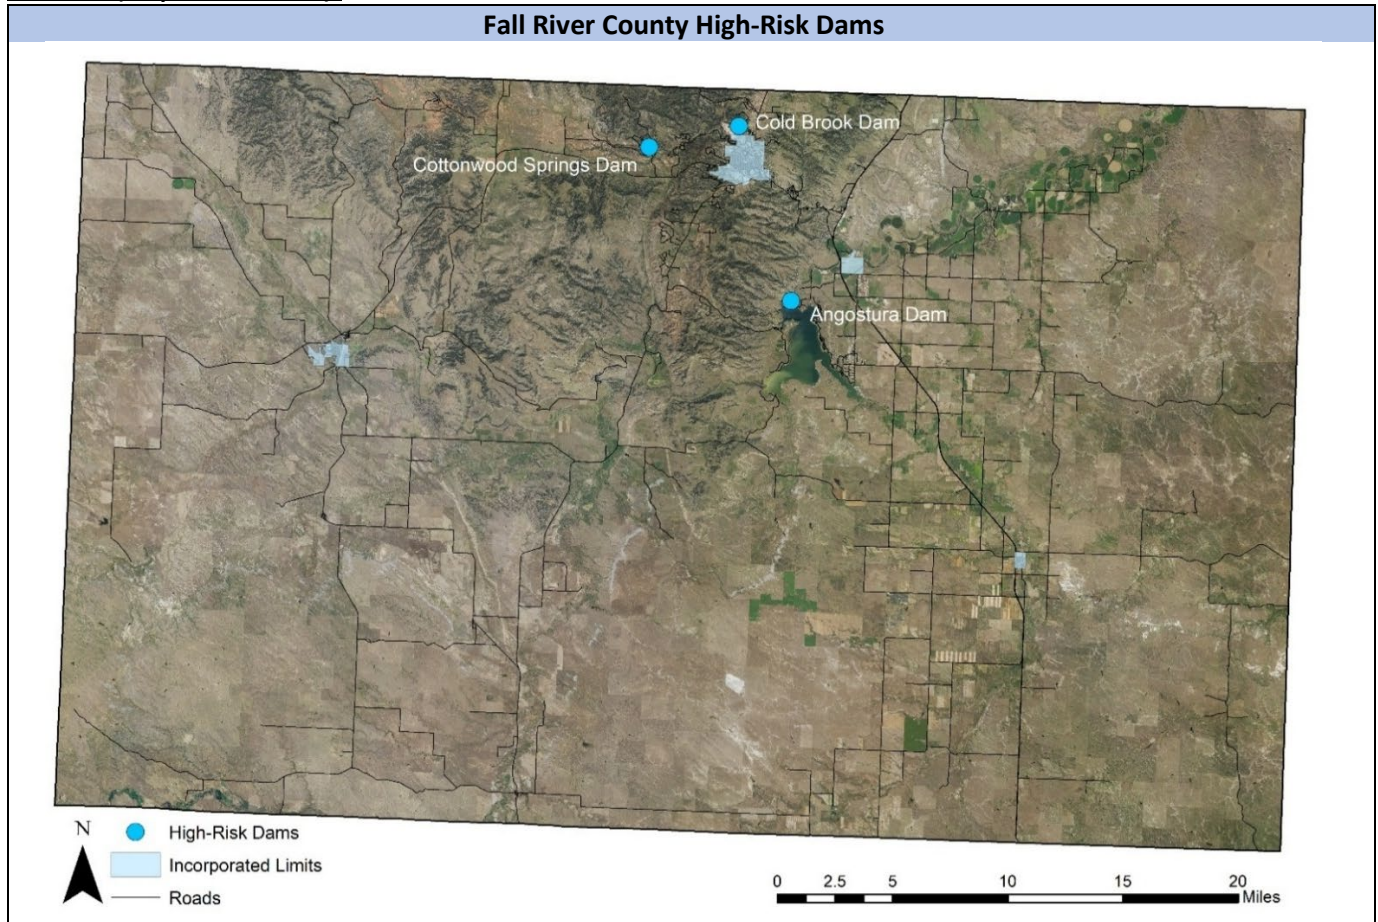 Fall River County High-Risk Dams
Cold Brook Dam
Cottonwood Springs Dam
Angostura Dam
N
High-Risk Dams
Incorporated Limits
Roads
0 2.5 5 10 15 20
Miles